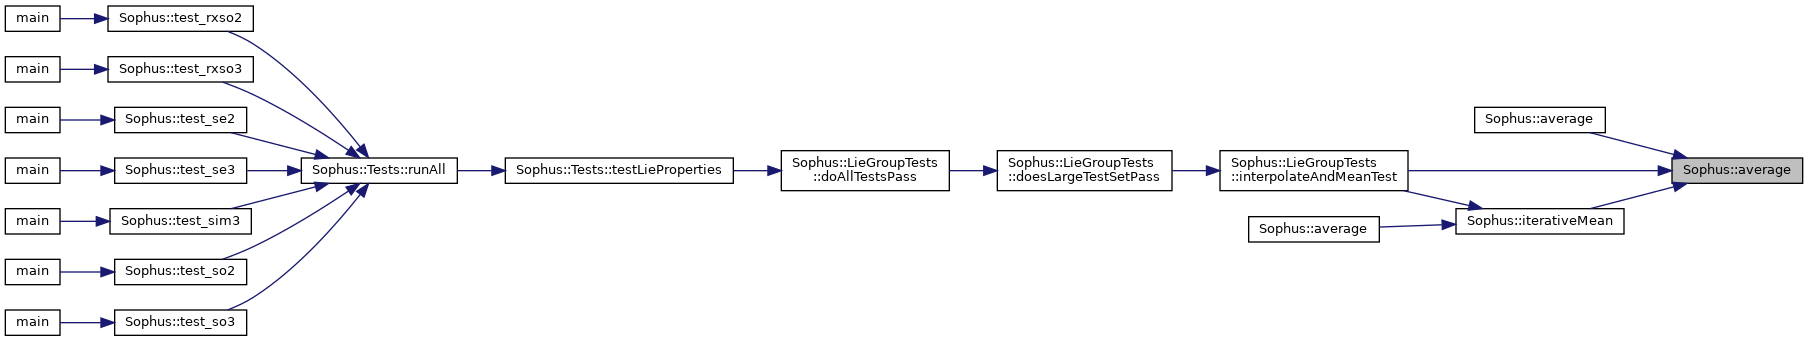 main
Sophus::test_rxso2
main
Sophus::test_rxso3
main
Sophus::test_se2
main
Sophus::test_se3
main
Sophus::test_sim3
main
Sophus::test_so2
main
Sophus::test_so3
Sophus::Tests::runAll
Sophus::Tests::testLieProperties
Sophus::LieGroupTests
::doAllTestsPass
Sophus::LieGroupTests
::doesLargeTestSetPass
Sophus::LieGroupTests
::interpolateAndMeanTest
Sophus::average
Sophus::average
Sophus::iterativeMean
Sophus::average